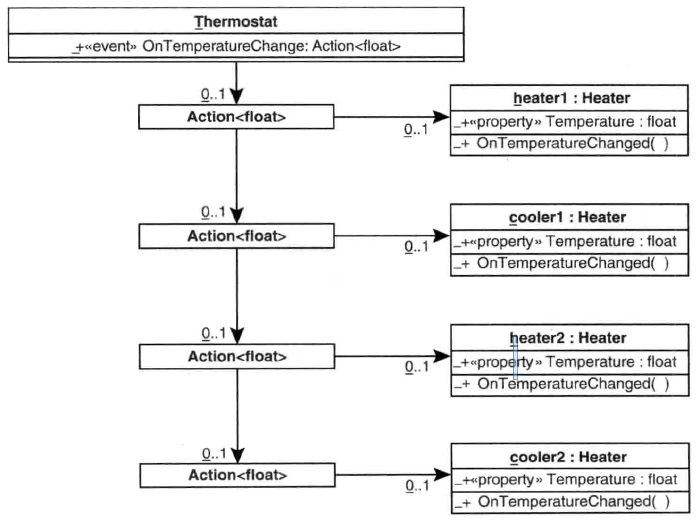 Thermostat
_+«event» OnTemperatureChange: Action<float>
0..1
Action<float>
0..1
heater1 : Heater
_+«property» Temperature : float
_+ OnTemperatureChanged( )
0..1
Action<float>
0..1
cooler1 : Heater
_+«property» Temperature : float
_+ OnTemperatureChanged( )
0..1
Action<float>
0..1
heater2 : Heater
_+«property» Temperature : float
_+ OnTemperatureChanged( )
0..1
Action<float>
0..1
cooler2 : Heater
_+«property» Temperature : float
_+ OnTemperatureChanged( )